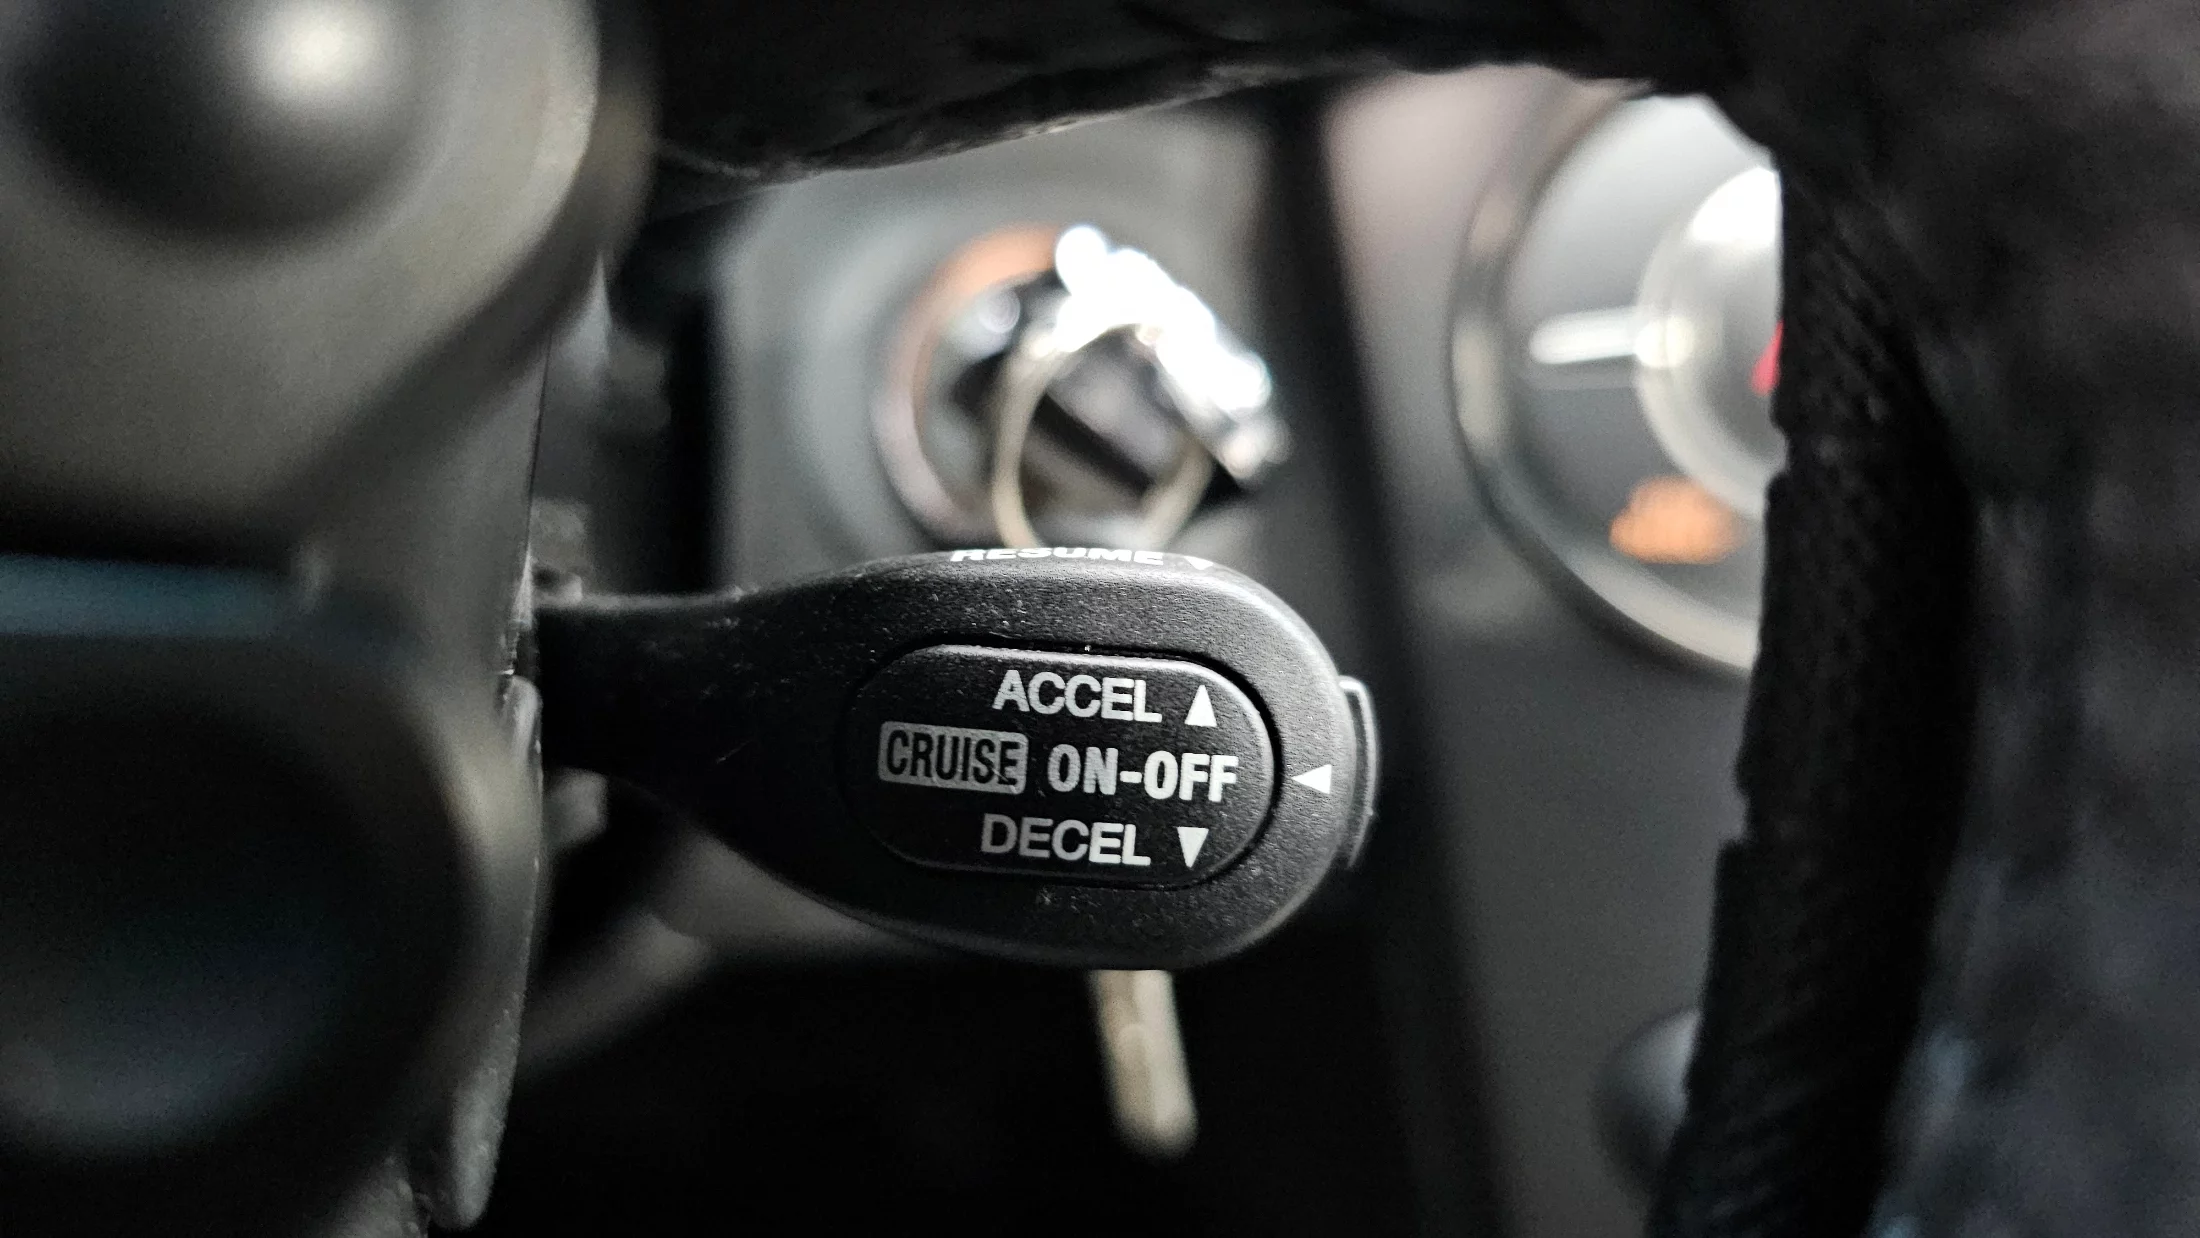 RESUME ▼
ACCEL ▲
CRUISE ON-OFF ◀
DECEL ▼